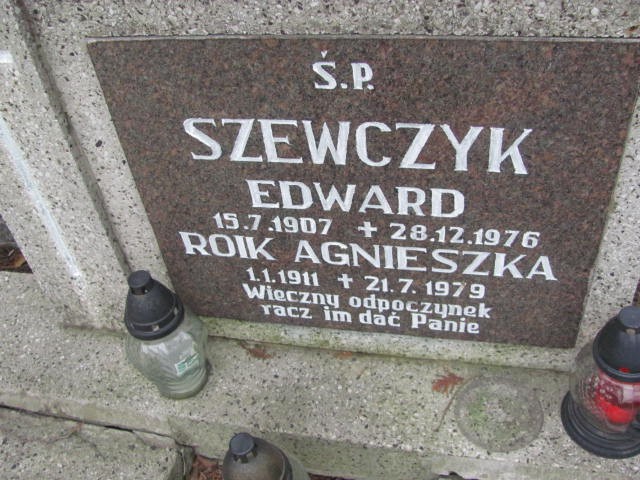 Ś.P.
SZEWCZYK
EDWARD
15.7.1907 + 28.12.1976
ROIK AGNIESZKA
1.1.1911 + 21.7.1979
Wieczny odpoczynek
racz im dać Panie